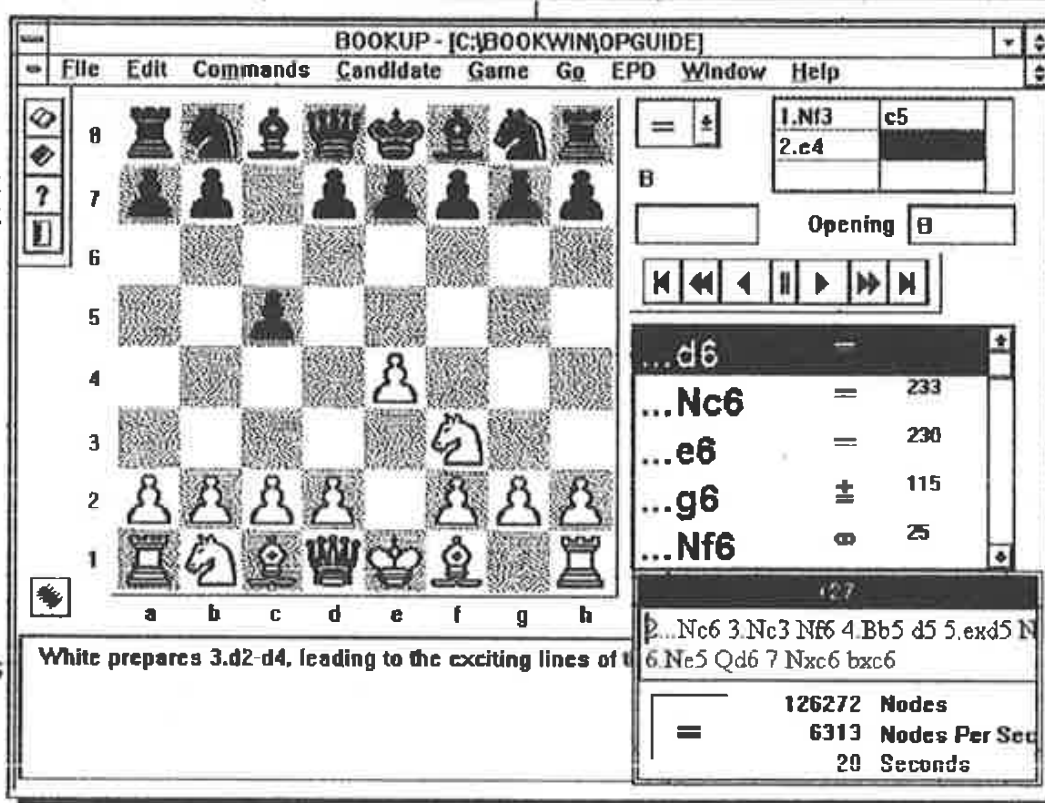 BOOKUP - [C:\BOOKWIN\OPGUIDE]
File Edit Commands Candidate Game Go EPD Window Help
?
8
7
6
5
4
3
2
1
a b c d e f g h
=
B
1.Nf3 c5
2.e4
Opening
...d6 =
...Nc6 = 233
...e6 = 230
...g6 ± 115
...Nf6 ∞ 25
2...Nc6 3.Nc3 Nf6 4.Bb5 d5 5.exd5 N
6.Ne5 Qd6 7 Nxc6 bxc6
126272 Nodes
= 6313 Nodes Per Sec
20 Seconds
White prepares 3.d2-d4, leading to the exciting lines of t